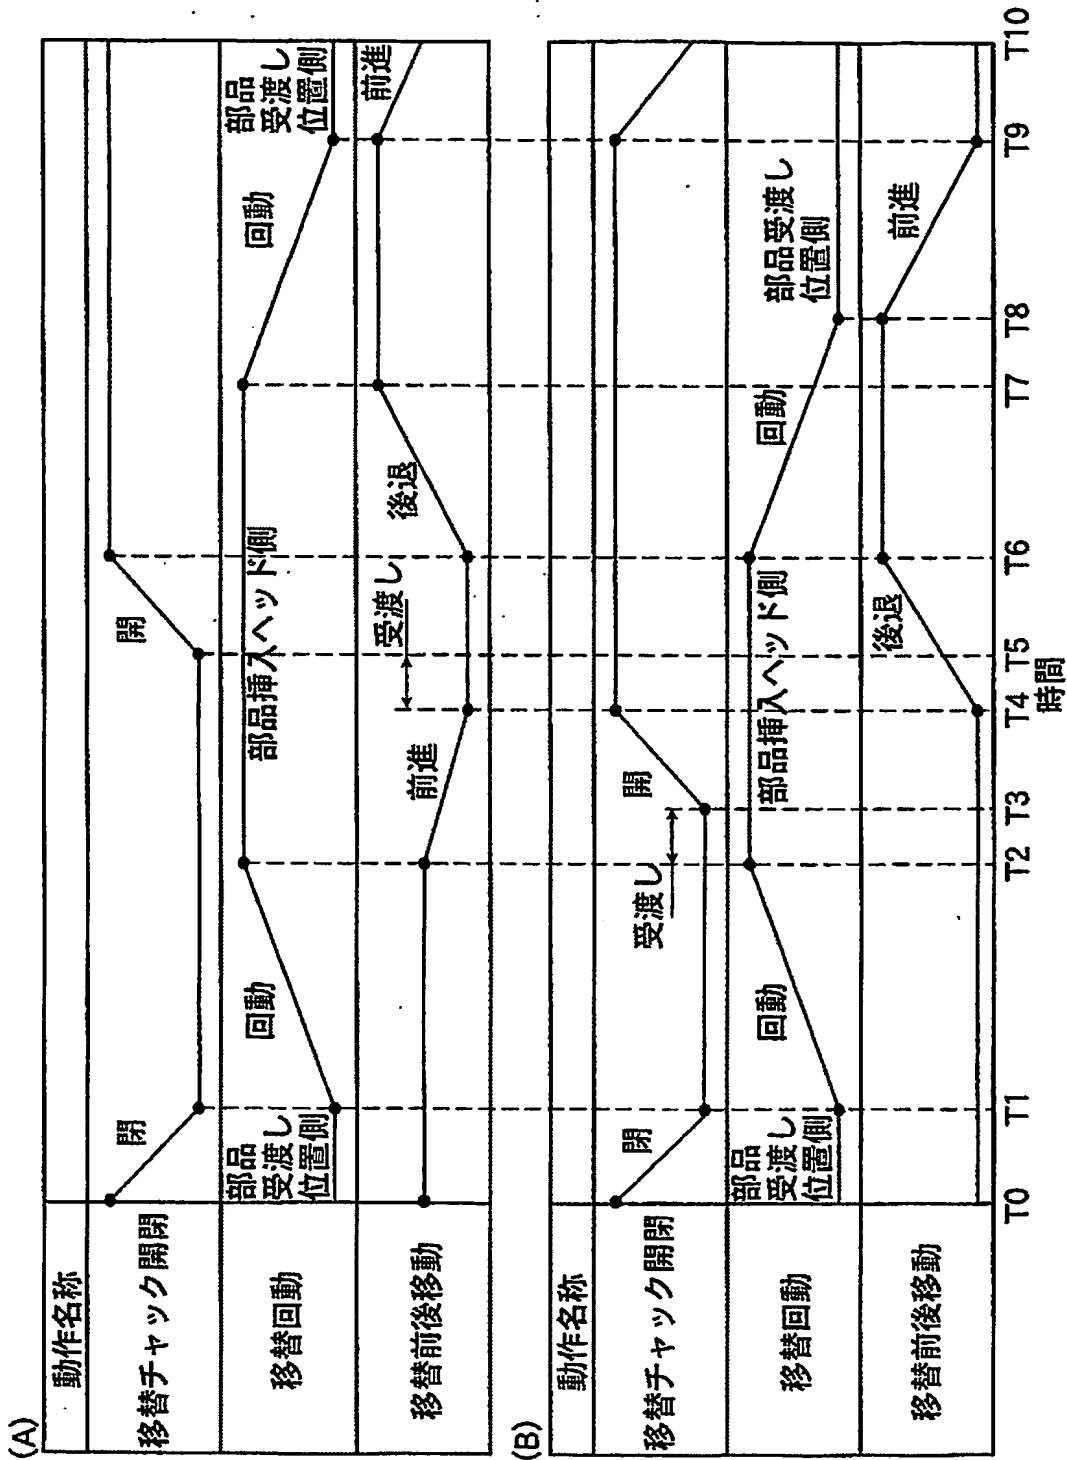 (A)
動作名称
移替チャック開閉
閉
開
移替回動
部品
受渡し
位置側
回動
部品挿入ヘッド側
回動
部品
受渡し
位置側
移替前後移動
前進
受渡し
後退
前進
(B)
動作名称
移替チャック開閉
閉
受渡し
開
移替回動
部品
受渡し
位置側
回動
部品挿入ヘッド側
回動
部品受渡し
位置側
移替前後移動
後退
前進
T0 T1 T2 T3 T4 T5 T6 T7 T8 T9 T10
時間